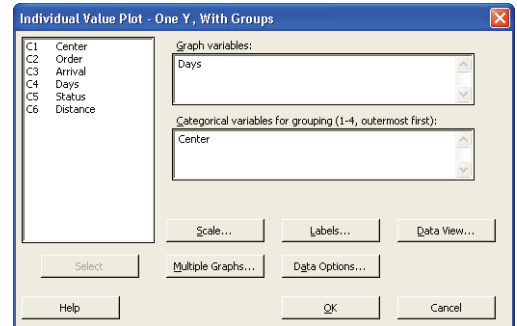 Individual Value Plot - One Y, With Groups
C1 Center
C2 Order
C3 Arrival
C4 Days
C5 Status
C6 Distance
Graph variables:
Days
Categorical variables for grouping (1-4, outermost first):
Center
Scale... Labels... Data View...
Select Multiple Graphs... Data Options...
Help OK Cancel